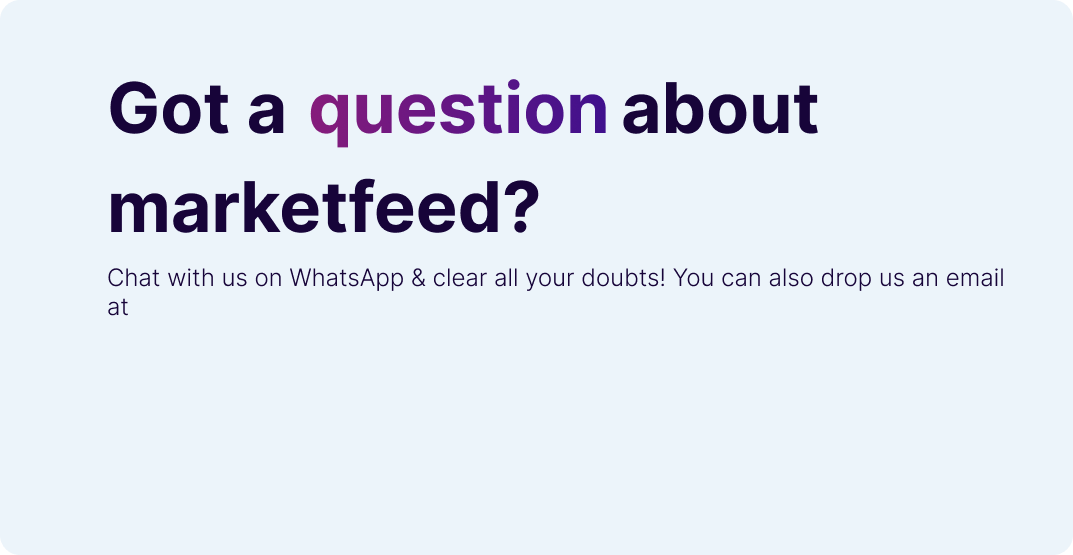 Got a question about
marketfeed?
Chat with us on WhatsApp & clear all your doubts! You can also drop us an email
at